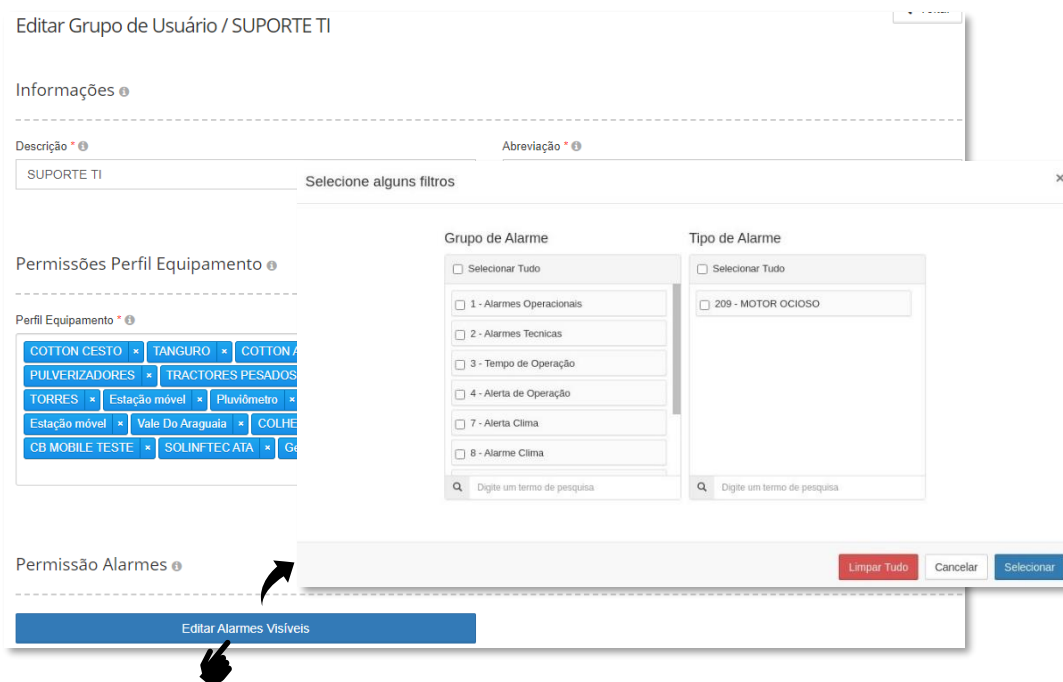 Editar Grupo de Usuário / SUPORTE TI
Informações
Descrição *
Abreviação *
SUPORTE TI
Permissões Perfil Equipamento
Perfil Equipamento *
COTTON CESTO × TANGURO × COTTON A
PULVERIZADORES × TRACTORES PESADOS
TORRES × Estação móvel × Pluviômetro ×
Estação móvel × Vale Do Araguaia × COLHE
CB MOBILE TESTE × SOLINFTEC ATA × Ge
Permissão Alarmes
Editar Alarmes Visíveis
Selecione alguns filtros ×
Grupo de Alarme
Selecionar Tudo
1 - Alarmes Operacionais
2 - Alarmes Tecnicas
3 - Tempo de Operação
4 - Alerta de Operação
7 - Alerta Clima
8 - Alarme Clima
Digite um termo de pesquisa
Tipo de Alarme
Selecionar Tudo
209 - MOTOR OCIOSO
Digite um termo de pesquisa
Limpar Tudo Cancelar Selecionar